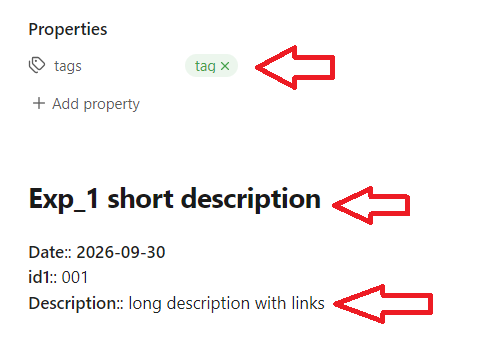 Properties
tags tag ×
+ Add property
Exp_1 short description
Date:: 2026-09-30
id1:: 001
Description:: long description with links